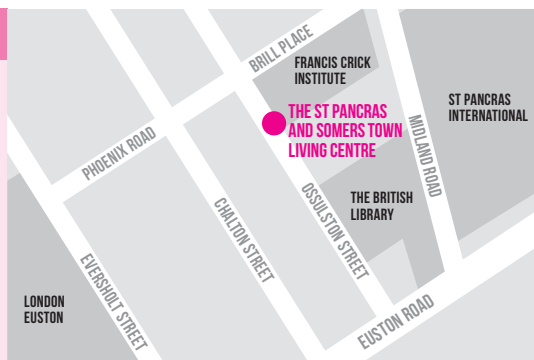 BRILL PLACE
FRANCIS CRICK
INSTITUTE
THE ST PANCRAS
AND SOMERS TOWN
LIVING CENTRE
ST PANCRAS
INTERNATIONAL
MIDLAND ROAD
PHOENIX ROAD
THE BRITISH
LIBRARY
CHALTON STREET
OSSULSTON STREET
EVERSHOLT STREET
LONDON
EUSTON
EUSTON ROAD